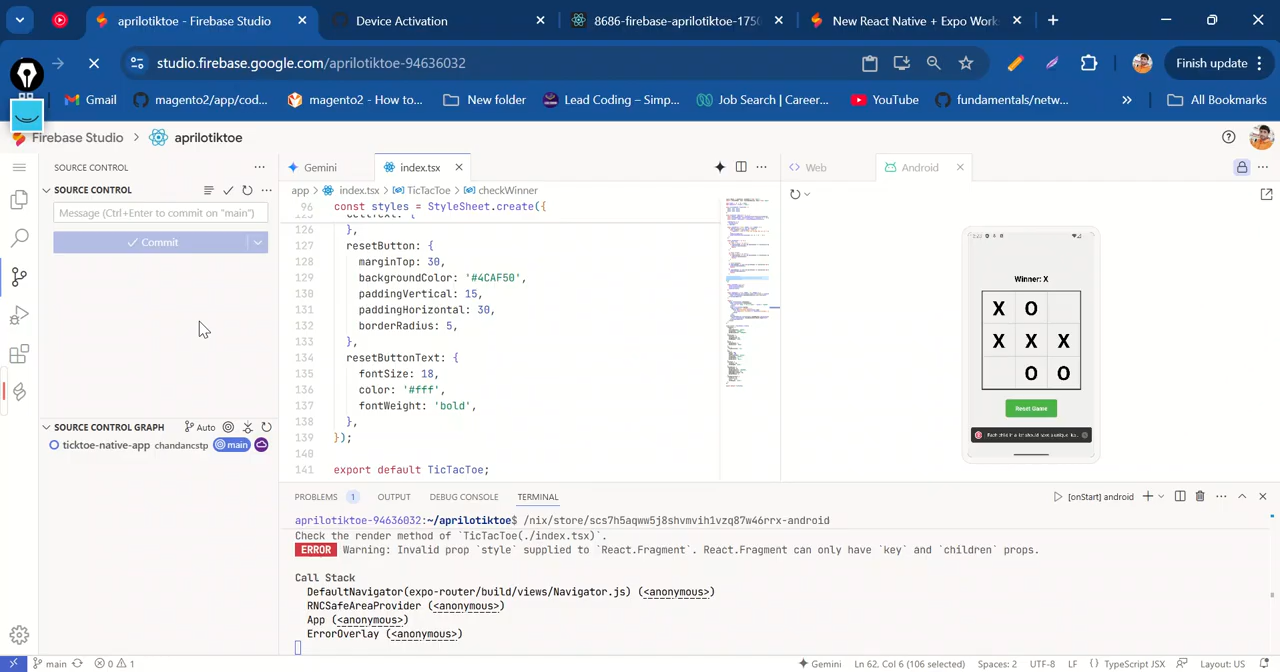 aprilotiktoe - Firebase Studio
Device Activation
8686-firebase-aprilotiktoe-1750
New React Native + Expo Work
studio.firebase.google.com/aprilotiktoe-94636032
Finish update
Gmail
magento2/app/cod...
magento2 - How to...
New folder
Lead Coding – Simp...
Job Search | Career...
YouTube
fundamentals/netw...
»
All Bookmarks
Firebase Studio > aprilotiktoe
SOURCE CONTROL
SOURCE CONTROL
Message (Ctrl+Enter to commit on "main")
Commit
SOURCE CONTROL GRAPH
Auto
ticktoe-native-app chandancstp main
Gemini
index.tsx
app > index.tsx > TicTacToe > checkWinner
96 const styles = StyleSheet.create({
126 },
127 resetButton: {
128 marginTop: 30,
129 backgroundColor: '#4CAF50',
130 paddingVertical: 15,
131 paddingHorizontal: 30,
132 borderRadius: 5,
133 },
134 resetButtonText: {
135 fontSize: 18,
136 color: '#fff',
137 fontWeight: 'bold',
138 },
139 });
140
141 export default TicTacToe;
Web
Android
Winner: X
X O
X X X
O O
Reset Game
PROBLEMS 1
OUTPUT
DEBUG CONSOLE
TERMINAL
[onStart] android
aprilotiktoe-94636032:~/aprilotiktoe$ /nix/store/scs7h5aqww5j8shvmvih1vzq87w46rrx-android
Check the render method of `TicTacToe(./index.tsx)`.
ERROR Warning: Invalid prop `style` supplied to `React.Fragment`. React.Fragment can only have `key` and `children` props.
Call Stack
DefaultNavigator(expo-router/build/views/Navigator.js) (<anonymous>)
RNCSafeAreaProvider (<anonymous>)
App (<anonymous>)
ErrorOverlay (<anonymous>)
main
0
1
Gemini
Ln 62, Col 6 (106 selected)
Spaces: 2
UTF-8
LF
{ } TypeScript JSX
Layout: US